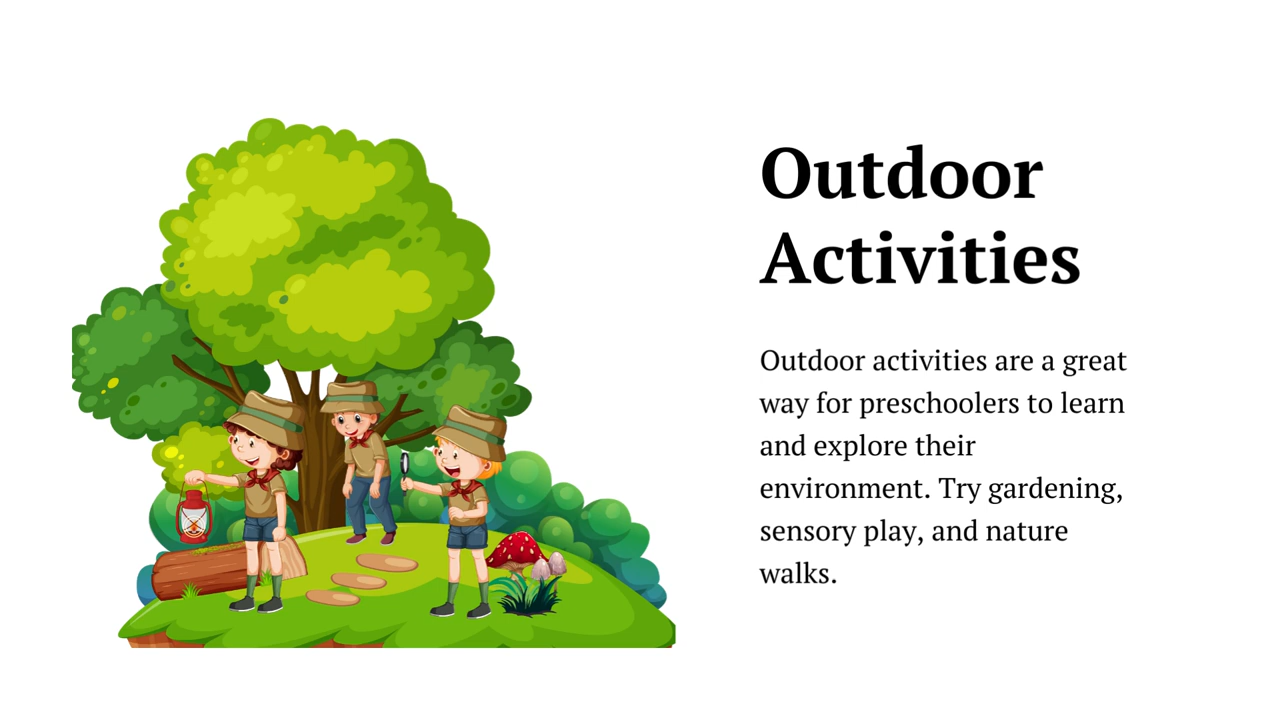 Outdoor
Activities
Outdoor activities are a great
way for preschoolers to learn
and explore their
environment. Try gardening,
sensory play, and nature
walks.